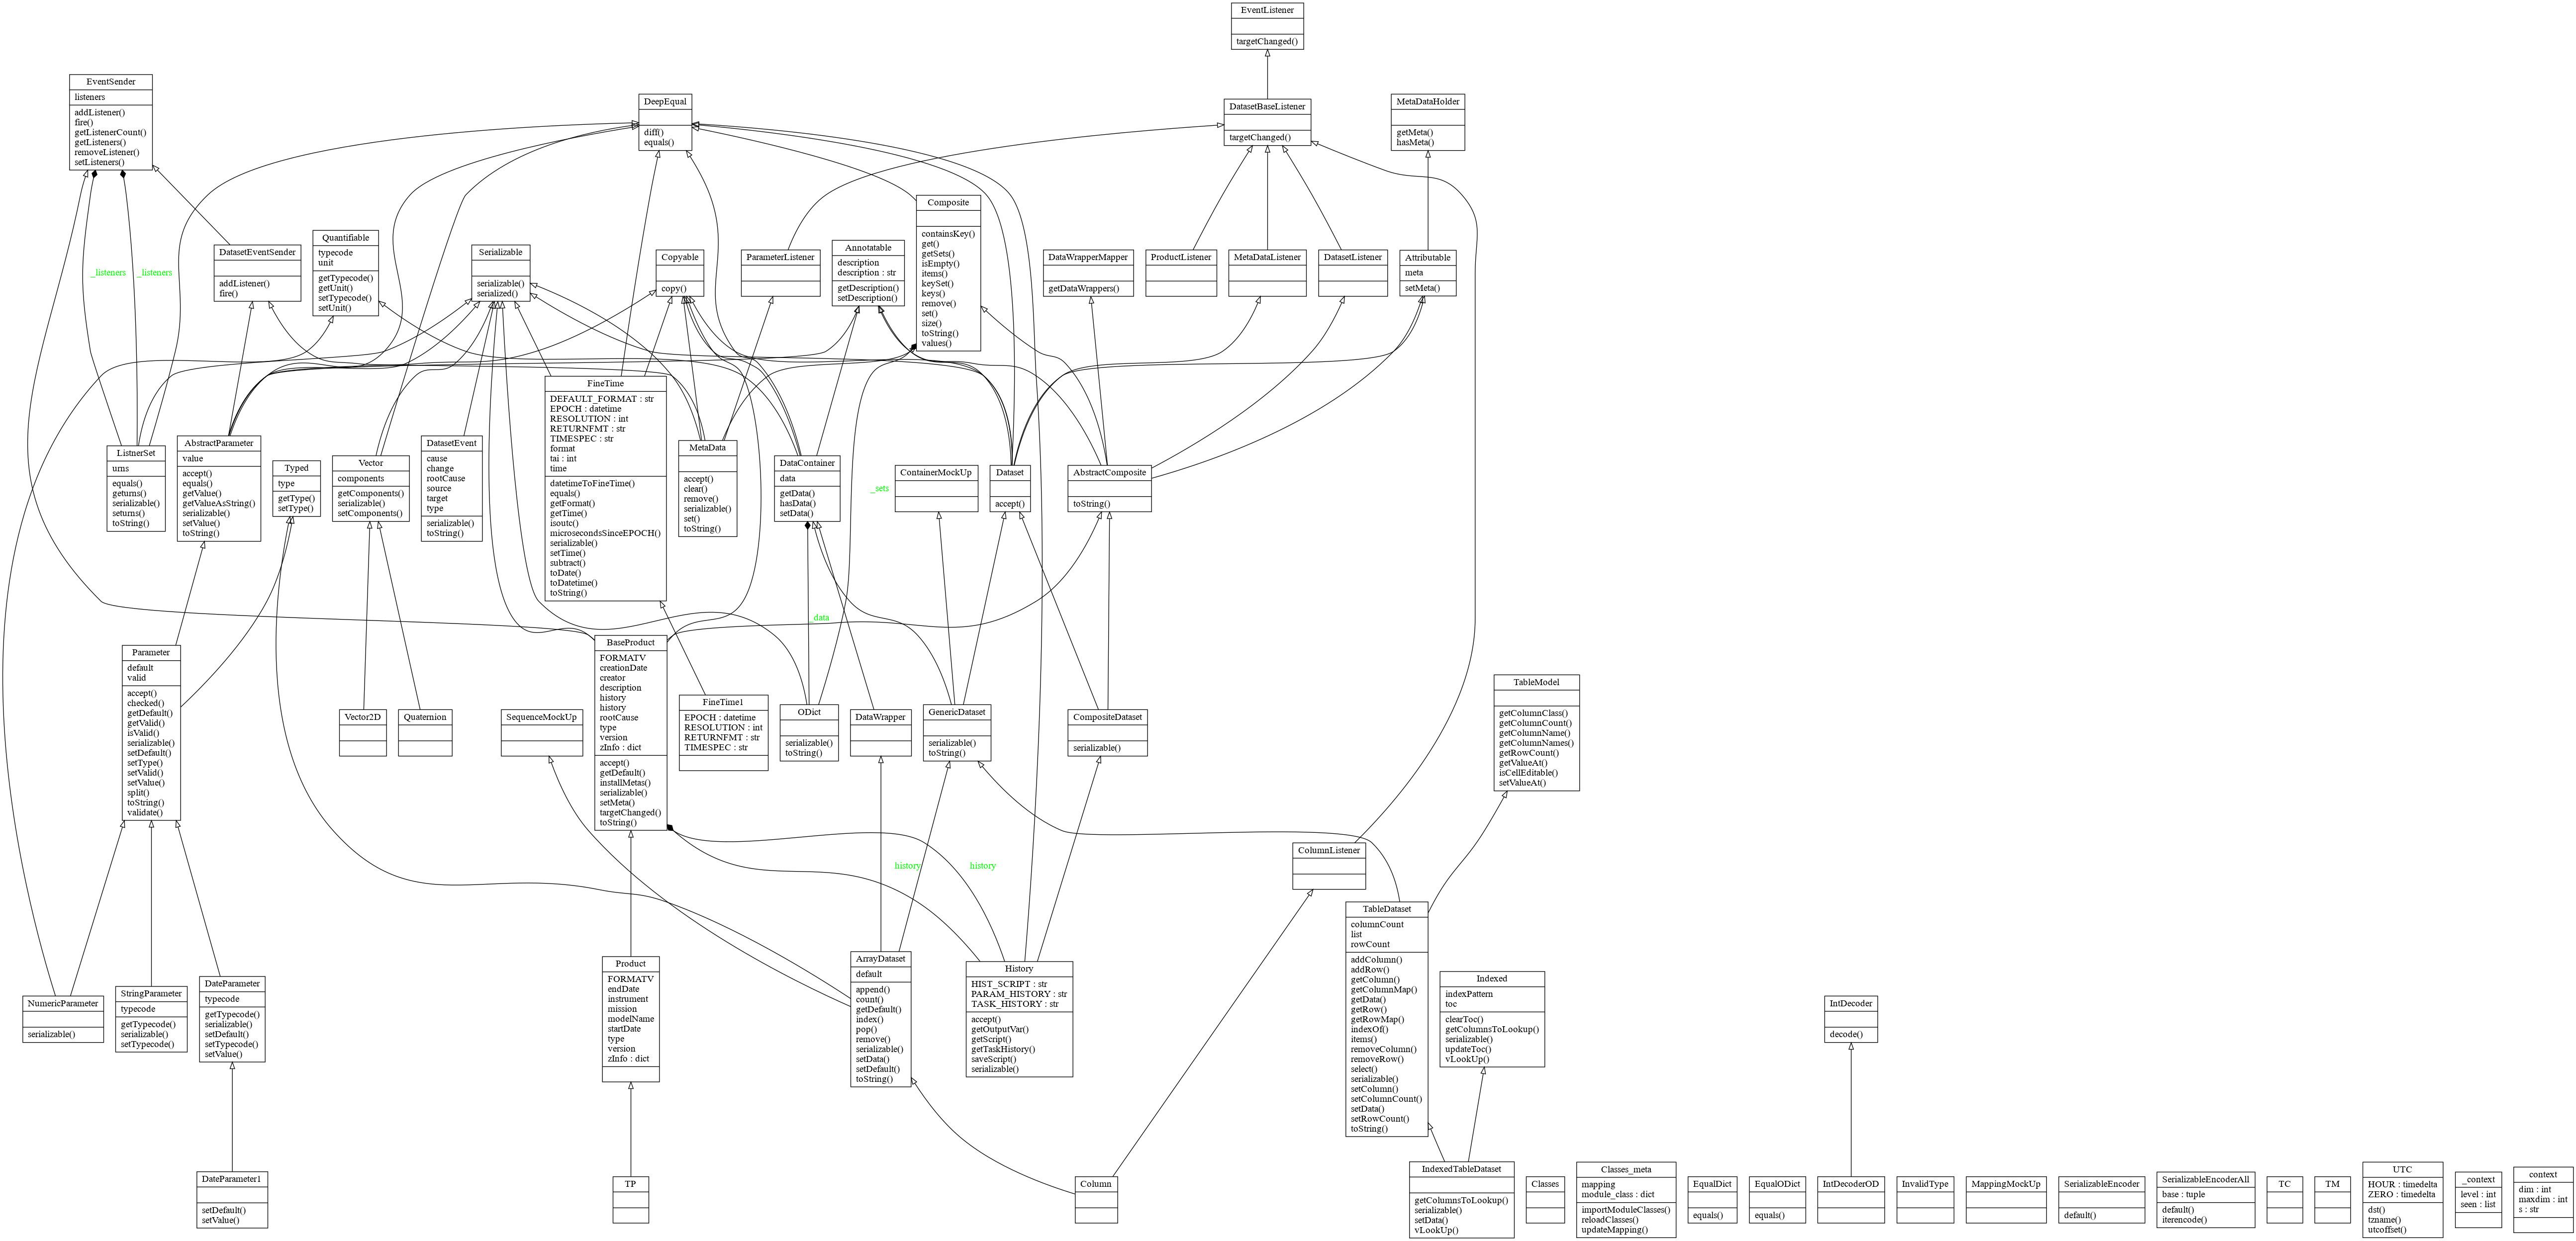 EventListener
targetChanged()
EventSender
listeners
addListener()
fire()
getListenerCount()
getListeners()
removeListener()
setListeners()
DeepEqual
diff()
equals()
DatasetBaseListener
targetChanged()
MetaDataHolder
getMeta()
hasMeta()
DatasetEventSender
addListener()
fire()
Quantifiable
typecode
unit
getTypecode()
getUnit()
setTypecode()
setUnit()
Serializable
serializable()
serialized()
Copyable
copy()
ParameterListener
Annotatable
description
description : str
getDescription()
setDescription()
Composite
containsKey()
get()
getSets()
isEmpty()
items()
keySet()
keys()
remove()
set()
size()
toString()
values()
DataWrapperMapper
getDataWrappers()
ProductListener
MetaDataListener
DatasetListener
Attributable
meta
setMeta()
_listeners
_listeners
ListnerSet
urns
equals()
geturns()
serializable()
seturns()
toString()
AbstractParameter
value
accept()
equals()
getValue()
getValueAsString()
serializable()
setValue()
toString()
Typed
type
getType()
setType()
Vector
components
getComponents()
serializable()
setComponents()
DatasetEvent
cause
change
rootCause
source
target
type
serializable()
toString()
FineTime
DEFAULT_FORMAT : str
EPOCH : datetime
RESOLUTION : int
RETURNFMT : str
TIMESPEC : str
format
tai : int
time
datetimeToFineTime()
equals()
getFormat()
getTime()
isoutc()
microsecondsSinceEPOCH()
serializable()
setTime()
subtract()
toDate()
toDatetime()
toString()
MetaData
accept()
clear()
remove()
serializable()
set()
toString()
DataContainer
data
getData()
hasData()
setData()
_sets
ContainerMockUp
Dataset
accept()
AbstractComposite
toString()
_data
Parameter
default
valid
accept()
checked()
getDefault()
getValid()
isValid()
serializable()
setDefault()
setType()
setValid()
setValue()
split()
toString()
validate()
Vector2D
Quaternion
SequenceMockUp
BaseProduct
FORMATV
creationDate
creator
description
history
history
rootCause
type
version
zInfo : dict
accept()
getDefault()
installMetas()
serializable()
setMeta()
targetChanged()
toString()
FineTime1
EPOCH : datetime
RESOLUTION : int
RETURNFMT : str
TIMESPEC : str
ODict
serializable()
toString()
DataWrapper
GenericDataset
serializable()
toString()
CompositeDataset
serializable()
TableModel
getColumnClass()
getColumnCount()
getColumnName()
getColumnNames()
getRowCount()
getValueAt()
isCellEditable()
setValueAt()
history
history
ColumnListener
NumericParameter
serializable()
StringParameter
typecode
getTypecode()
serializable()
setTypecode()
DateParameter
typecode
getTypecode()
serializable()
setDefault()
setTypecode()
setValue()
Product
FORMATV
endDate
instrument
mission
modelName
startDate
type
version
zInfo : dict
ArrayDataset
default
append()
count()
getDefault()
index()
pop()
remove()
serializable()
setData()
setDefault()
toString()
History
HIST_SCRIPT : str
PARAM_HISTORY : str
TASK_HISTORY : str
accept()
getOutputVar()
getScript()
getTaskHistory()
saveScript()
serializable()
TableDataset
columnCount
list
rowCount
addColumn()
addRow()
getColumn()
getColumnMap()
getData()
getRow()
getRowMap()
indexOf()
items()
removeColumn()
removeRow()
select()
serializable()
setColumn()
setColumnCount()
setData()
setRowCount()
toString()
Indexed
indexPattern
toc
clearToc()
getColumnsToLookup()
serializable()
updateToc()
vLookUp()
IntDecoder
decode()
DateParameter1
setDefault()
setValue()
TP
Column
IndexedTableDataset
getColumnsToLookup()
serializable()
setData()
vLookUp()
Classes
Classes_meta
mapping
module_class : dict
importModuleClasses()
reloadClasses()
updateMapping()
EqualDict
equals()
EqualODict
equals()
IntDecoderOD
InvalidType
MappingMockUp
SerializableEncoder
default()
SerializableEncoderAll
base : tuple
default()
iterencode()
TC
TM
UTC
HOUR : timedelta
ZERO : timedelta
dst()
tzname()
utcoffset()
_context
level : int
seen : list
context
dim : int
maxdim : int
s : str